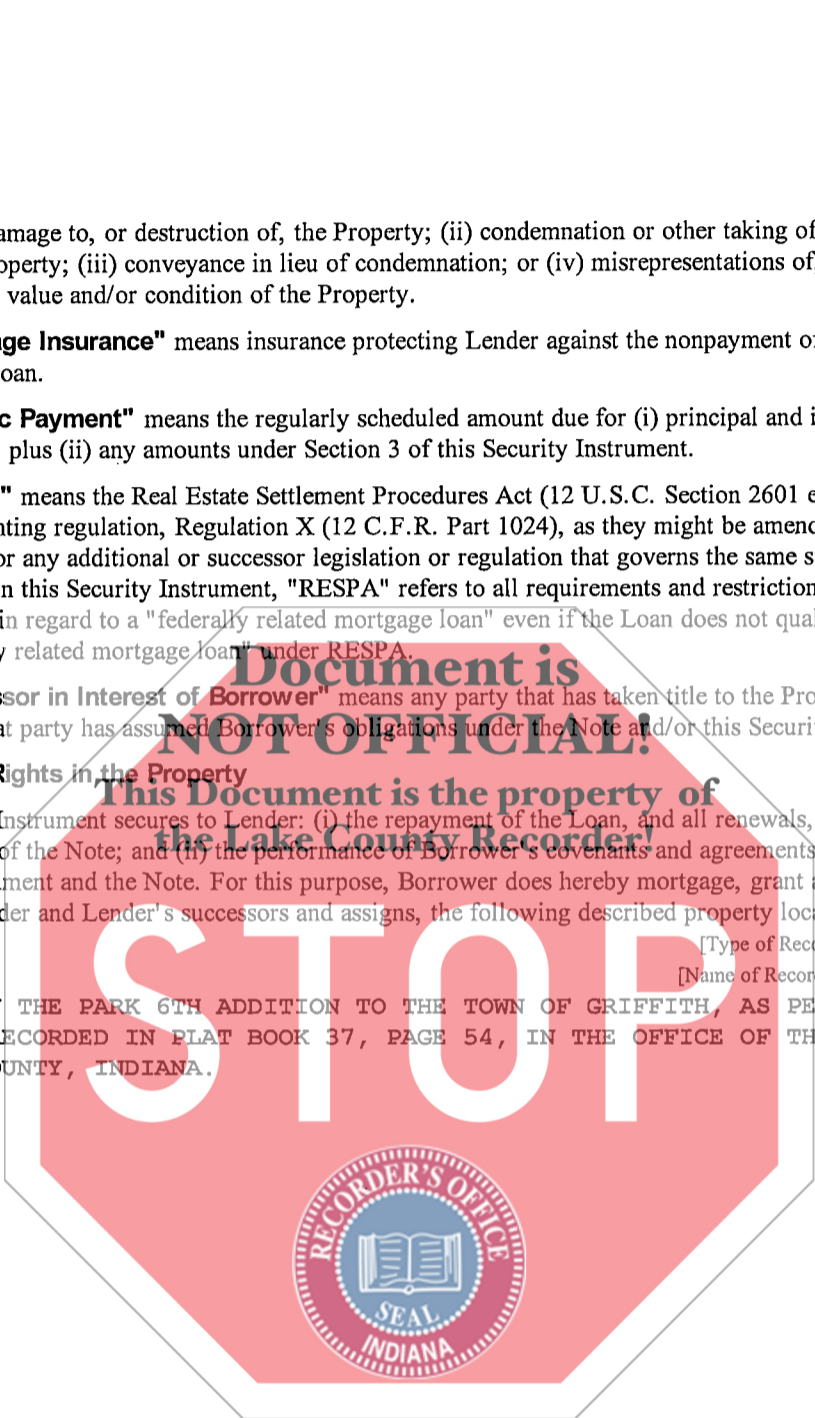 amage to, or destruction of, the Property; (ii) condemnation or other taking of
operty; (iii) conveyance in lieu of condemnation; or (iv) misrepresentations of,
value and/or condition of the Property.
ge Insurance" means insurance protecting Lender against the nonpayment o
oan.
c Payment" means the regularly scheduled amount due for (i) principal and i
plus (ii) any amounts under Section 3 of this Security Instrument.
" means the Real Estate Settlement Procedures Act (12 U.S.C. Section 2601 e
nting regulation, Regulation X (12 C.F.R. Part 1024), as they might be amend
or any additional or successor legislation or regulation that governs the same s
n this Security Instrument, "RESPA" refers to all requirements and restriction
in regard to a "federally related mortgage loan" even if the Loan does not qual
y related mortgage loan" under RESPA.
Document is
ssor in Interest of Borrower" means any party that has taken title to the Pro
at party has assumed Borrower's obligations under the Note and/or this Securi
NOT OFFICIAL!
Rights in the Property
This Document is the property of
Instrument secures to Lender: (i) the repayment of the Loan, and all renewals,
the Lake County Recorder!
of the Note; and (ii) the performance of Borrower's covenants and agreements
ment and the Note. For this purpose, Borrower does hereby mortgage, grant a
der and Lender's successors and assigns, the following described property loca
[Type of Reco
[Name of Recor
THE PARK 6TH ADDITION TO THE TOWN OF GRIFFITH, AS PE
ECORDED IN PLAT BOOK 37, PAGE 54, IN THE OFFICE OF TH
UNTY, INDIANA.
STOP
RECORDER'S OFFICE
SEAL
INDIANA